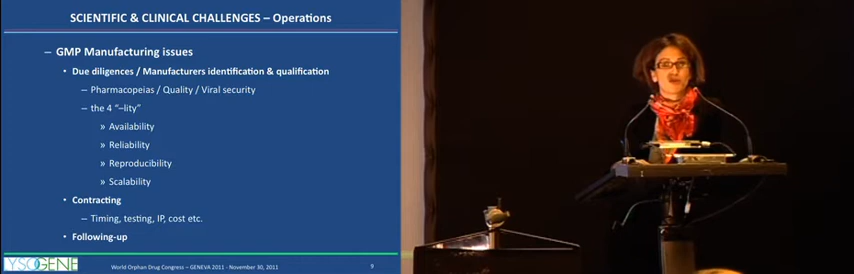 SCIENTIFIC & CLINICAL CHALLENGES – Operations
– GMP Manufacturing issues
• Due diligences / Manufacturers identification & qualification
– Pharmacopeias / Quality / Viral security
– the 4 “–lity”
» Availability
» Reliability
» Reproducibility
» Scalability
• Contracting
– Timing, testing, IP, cost etc.
• Following-up
LYSOGENE
World Orphan Drug Congress – GENEVA 2011 - November 30, 2011
9